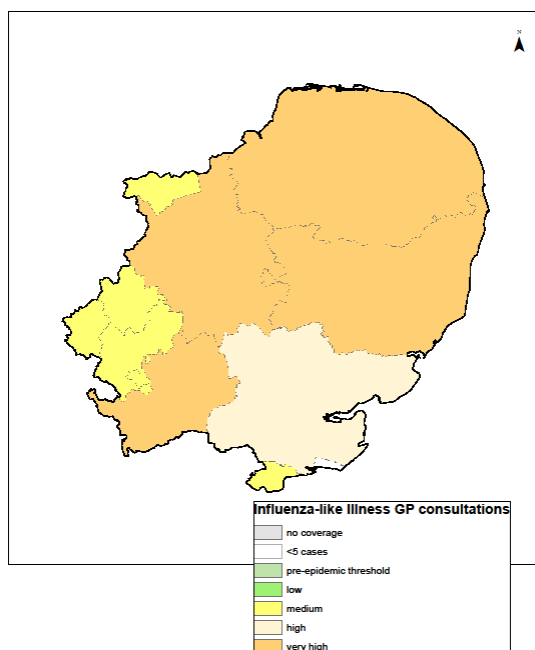 N
Influenza-like Illness GP consultations
no coverage
<5 cases
pre-epidemic threshold
low
medium
high
very high